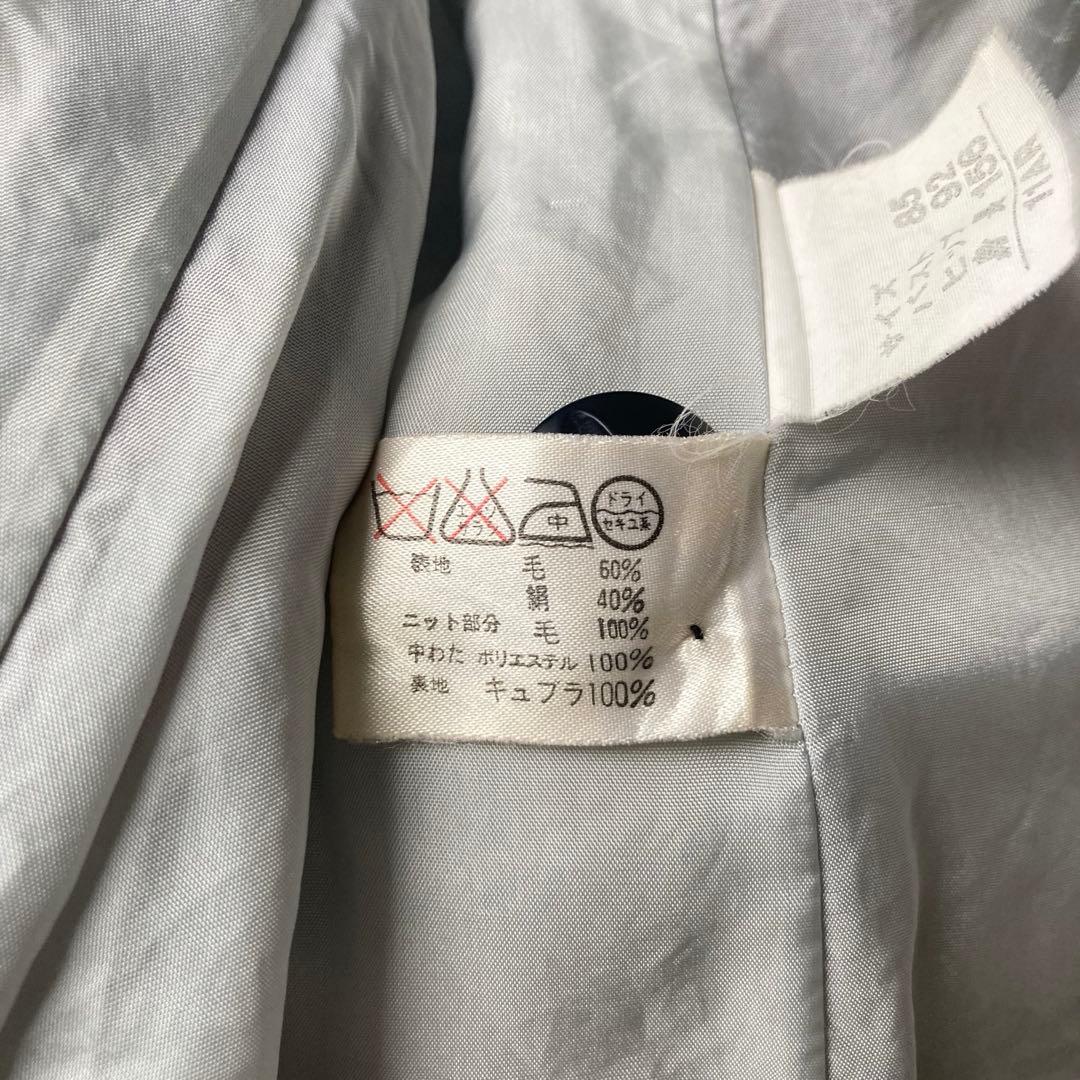 サイズ
バスト 85
ヒップ 92
身長 156
11AR
中
ドライ
セキユ系
表地 毛 60%
絹 40%
ニット部分 毛 100%
中わた ポリエステル 100%
裏地 キュプラ100%